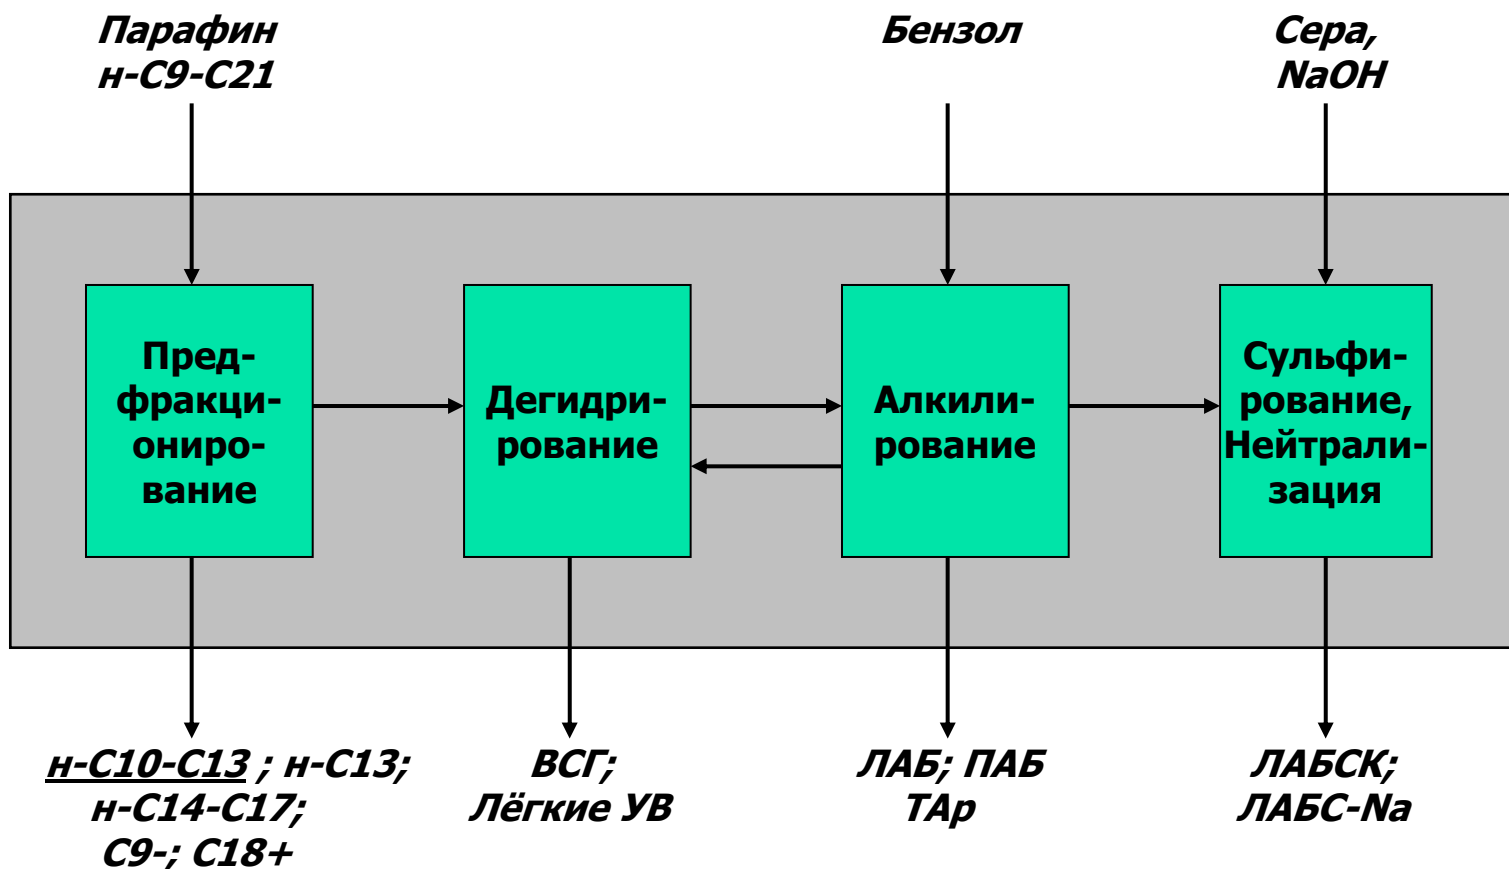 Парафин
н-С9-С21
Бензол
Сера,
NaOH
Пред-
фракци-
ониро-
вание
Дегидри-
рование
Алкили-
рование
Сульфи-
рование,
Нейтрали-
зация
н-С10-С13 ; н-С13;
н-С14-С17;
С9-; С18+
ВСГ;
Лёгкие УВ
ЛАБ; ПАБ
ТАр
ЛАБСК;
ЛАБС-Na